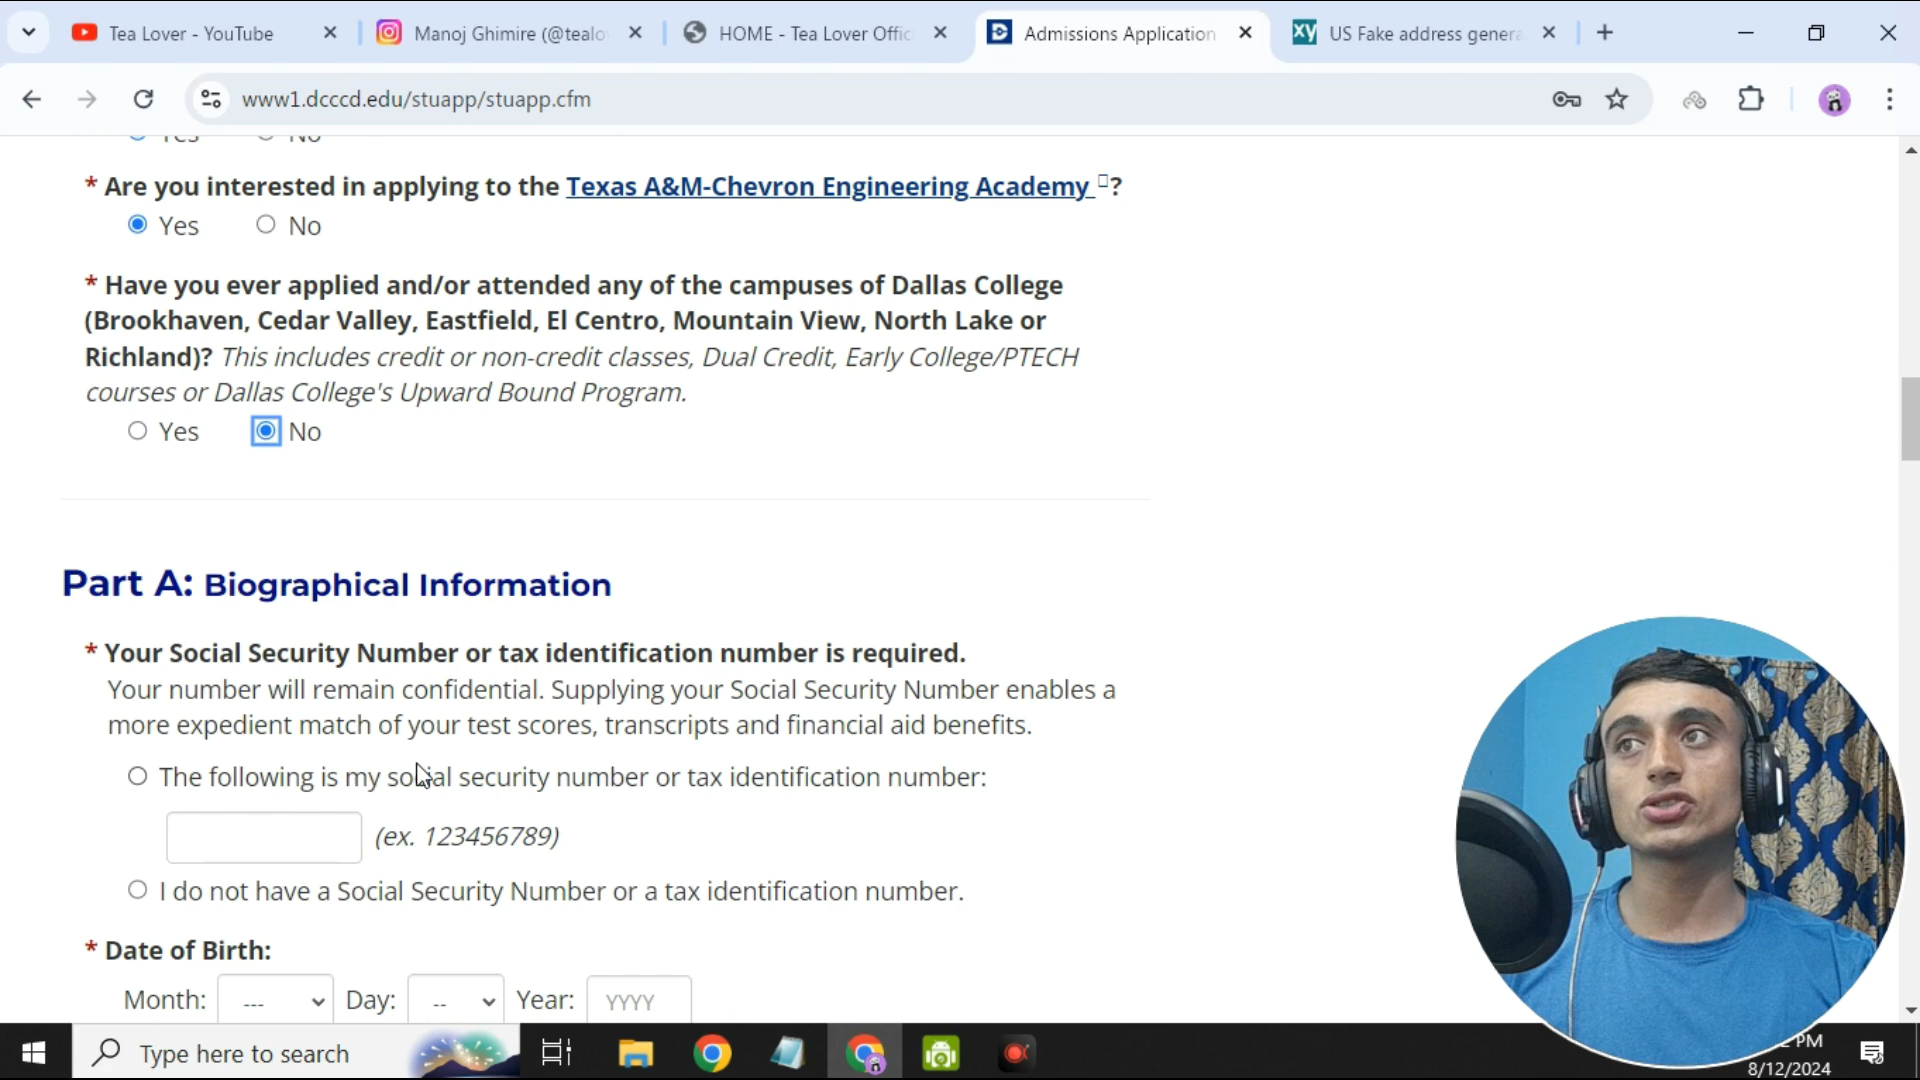 Tea Lover - YouTube
Manoj Ghimire (@tealo
HOME - Tea Lover Offic
Admissions Application
XY
US Fake address genera
www1.dcccd.edu/stuapp/stuapp.cfm
Yes No
* Are you interested in applying to the Texas A&M-Chevron Engineering Academy ?
Yes No
* Have you ever applied and/or attended any of the campuses of Dallas College
(Brookhaven, Cedar Valley, Eastfield, El Centro, Mountain View, North Lake or
Richland)? This includes credit or non-credit classes, Dual Credit, Early College/PTECH
courses or Dallas College's Upward Bound Program.
Yes No
Part A: Biographical Information
* Your Social Security Number or tax identification number is required.
Your number will remain confidential. Supplying your Social Security Number enables a
more expedient match of your test scores, transcripts and financial aid benefits.
The following is my social security number or tax identification number:
(ex. 123456789)
I do not have a Social Security Number or a tax identification number.
* Date of Birth:
Month: --- Day: -- Year: YYYY
Type here to search
PM
8/12/2024